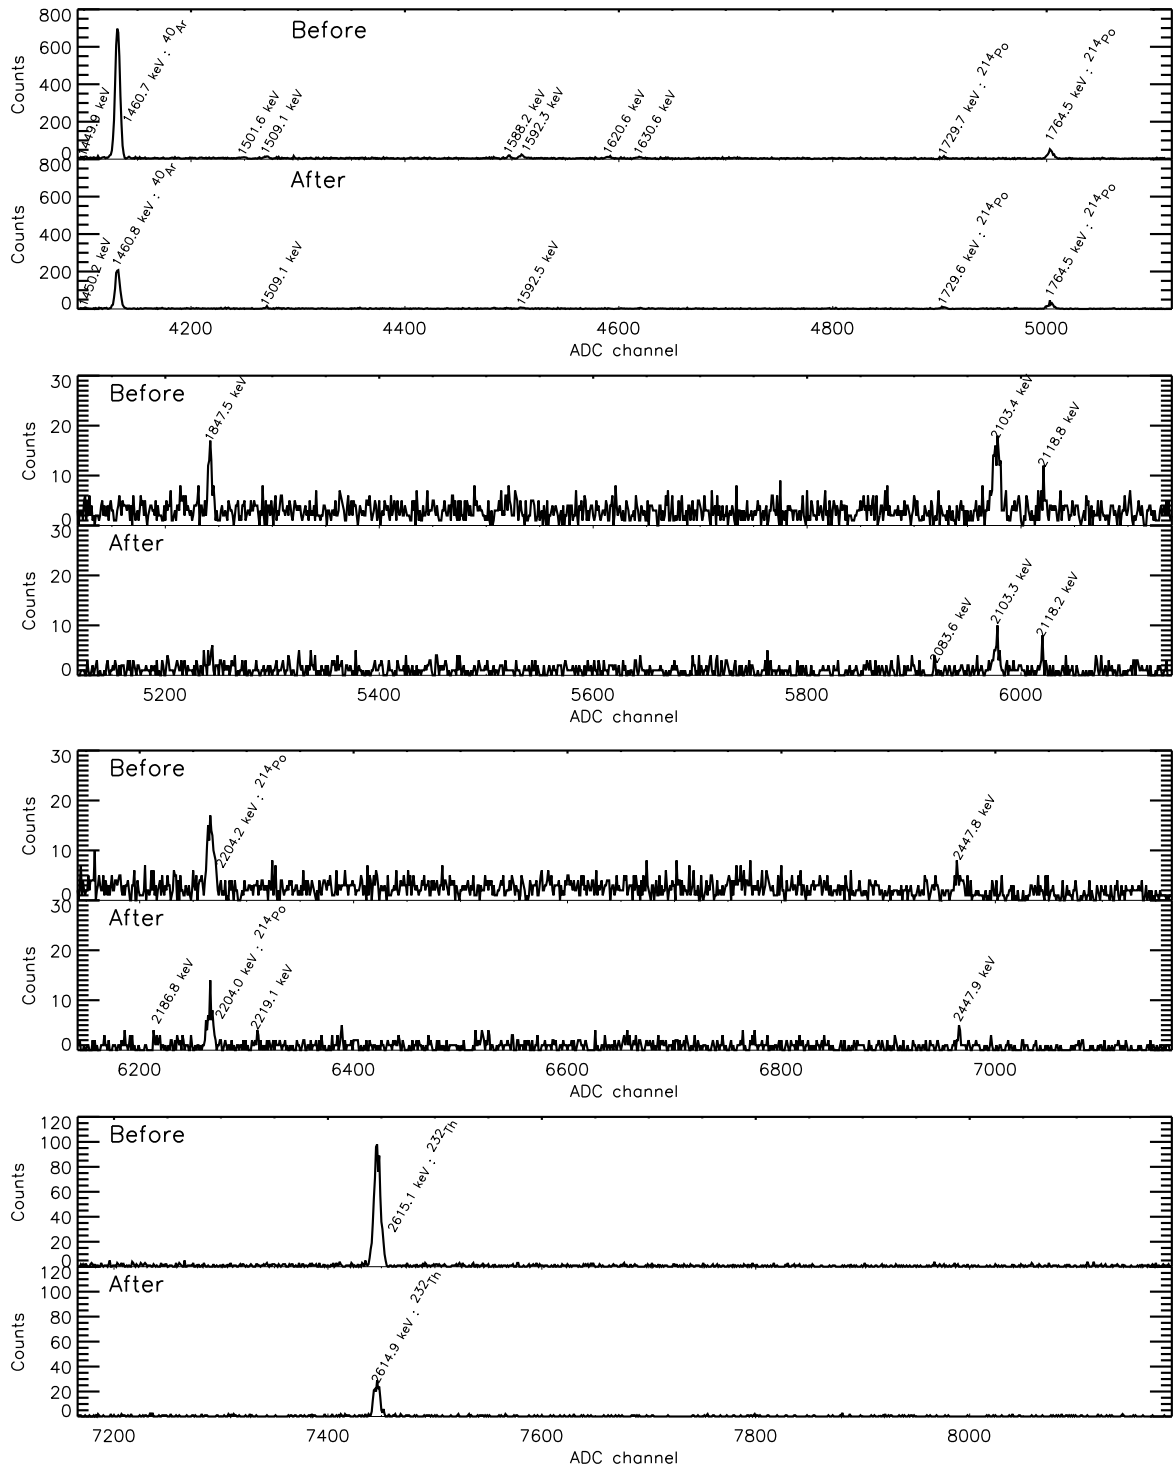 800
600
400
200
0
Counts
Before
1449.9 keV
1460.7 keV : 40Ar
1501.6 keV
1509.1 keV
1588.2 keV
1592.3 keV
1620.6 keV
1630.6 keV
1729.7 keV : 214Po
1764.5 keV : 214Po
800
600
400
200
0
Counts
After
1450.2 keV
1460.8 keV : 40Ar
1509.1 keV
1592.5 keV
1729.6 keV : 214Po
1764.5 keV : 214Po
4200 4400 4600 4800 5000
ADC channel
30
20
10
0
Counts
Before
1847.5 keV
2103.4 keV
2118.8 keV
30
20
10
0
Counts
After
2083.6 keV
2103.3 keV
2118.2 keV
5200 5400 5600 5800 6000
ADC channel
30
20
10
0
Counts
Before
2204.2 keV : 214Po
2447.8 keV
30
20
10
0
Counts
After
2186.8 keV
2204.0 keV : 214Po
2219.1 keV
2447.9 keV
6200 6400 6600 6800 7000
ADC channel
120
100
80
60
40
20
0
Counts
Before
2615.1 keV : 232Th
120
100
80
60
40
20
0
Counts
After
2614.9 keV : 232Th
7200 7400 7600 7800 8000
ADC channel